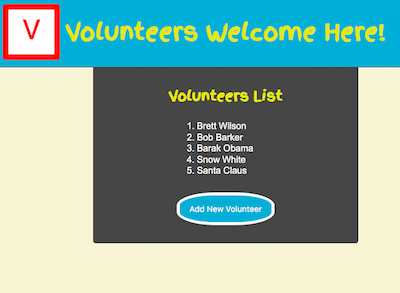 V
Volunteers Welcome Here!
Volunteers List
1. Brett Wilson
2. Bob Barker
3. Barak Obama
4. Snow White
5. Santa Claus
Add New Volunteer